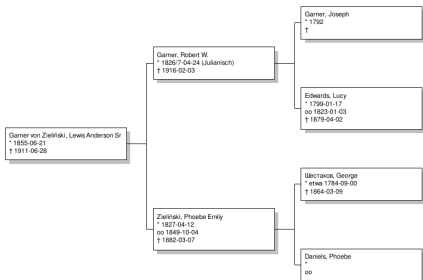 Garner, Joseph
* 1792
†
Garner, Robert W.
* 1826/7-04-24 (Julianisch)
† 1916-02-03
Edwards, Lucy
* 1799-01-17
oo 1823-01-03
† 1879-04-02
Garner von Zieliński, Lewis Anderson Sr
* 1855-06-21
† 1911-06-28
Шестаков, George
* etwa 1784-09-00
† 1864-03-09
Zieliński, Phoebe Emily
* 1827-04-12
oo 1849-10-04
† 1882-03-07
Daniels, Phoebe
*
oo